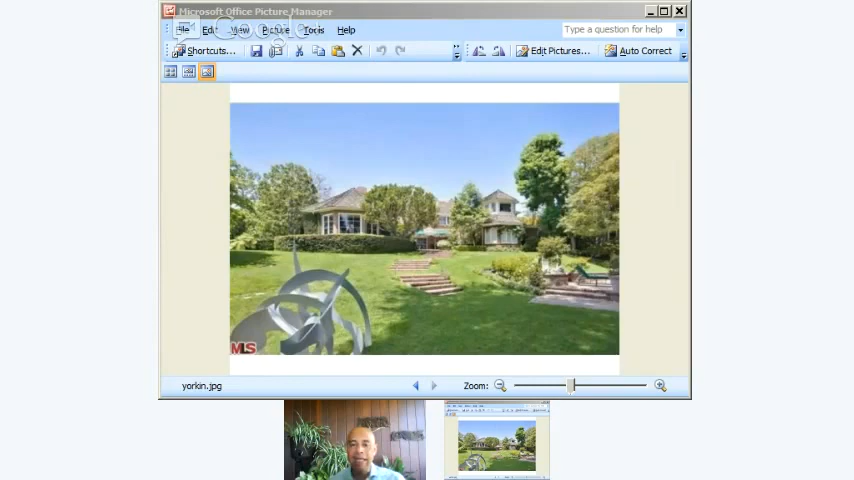 Microsoft Office Picture Manager
Google+
File Edit View Picture Tools Help Type a question for help
Shortcuts... Edit Pictures... Auto Correct
MLS
yorkin.jpg Zoom: